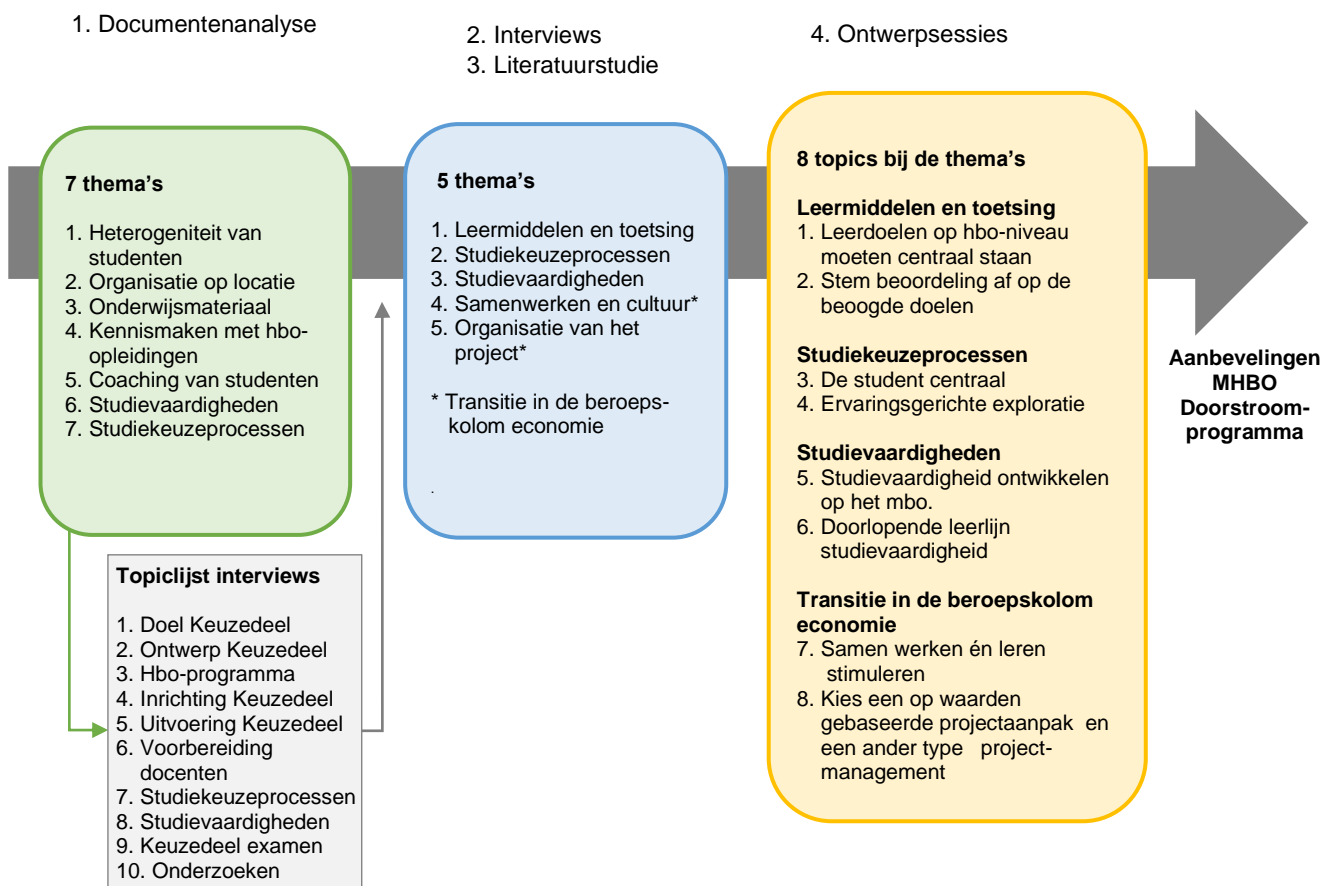 1. Documentenanalyse
2. Interviews
3. Literatuurstudie
4. Ontwerpsessies
7 thema’s
1. Heterogeniteit van
studenten
2. Organisatie op locatie
3. Onderwijsmateriaal
4. Kennismaken met hbo-
opleidingen
5. Coaching van studenten
6. Studievaardigheden
7. Studiekeuzeprocessen
Topiclijst interviews
1. Doel Keuzedeel
2. Ontwerp Keuzedeel
3. Hbo-programma
4. Inrichting Keuzedeel
5. Uitvoering Keuzedeel
6. Voorbereiding
docenten
7. Studiekeuzeprocessen
8. Studievaardigheden
9. Keuzedeel examen
10. Onderzoeken
5 thema’s
1. Leermiddelen en toetsing
2. Studiekeuzeprocessen
3. Studievaardigheden
4. Samenwerken en cultuur*
5. Organisatie van het
project*
* Transitie in de beroeps-
kolom economie
.
8 topics bij de thema’s
Leermiddelen en toetsing
1. Leerdoelen op hbo-niveau
moeten centraal staan
2. Stem beoordeling af op de
beoogde doelen
Studiekeuzeprocessen
3. De student centraal
4. Ervaringsgerichte exploratie
Studievaardigheden
5. Studievaardigheid ontwikkelen
op het mbo.
6. Doorlopende leerlijn
studievaardigheid
Transitie in de beroepskolom
economie
7. Samen werken én leren
stimuleren
8. Kies een op waarden
gebaseerde projectaanpak en
een ander type project-
management
Aanbevelingen
MHBO
Doorstroom-
programma